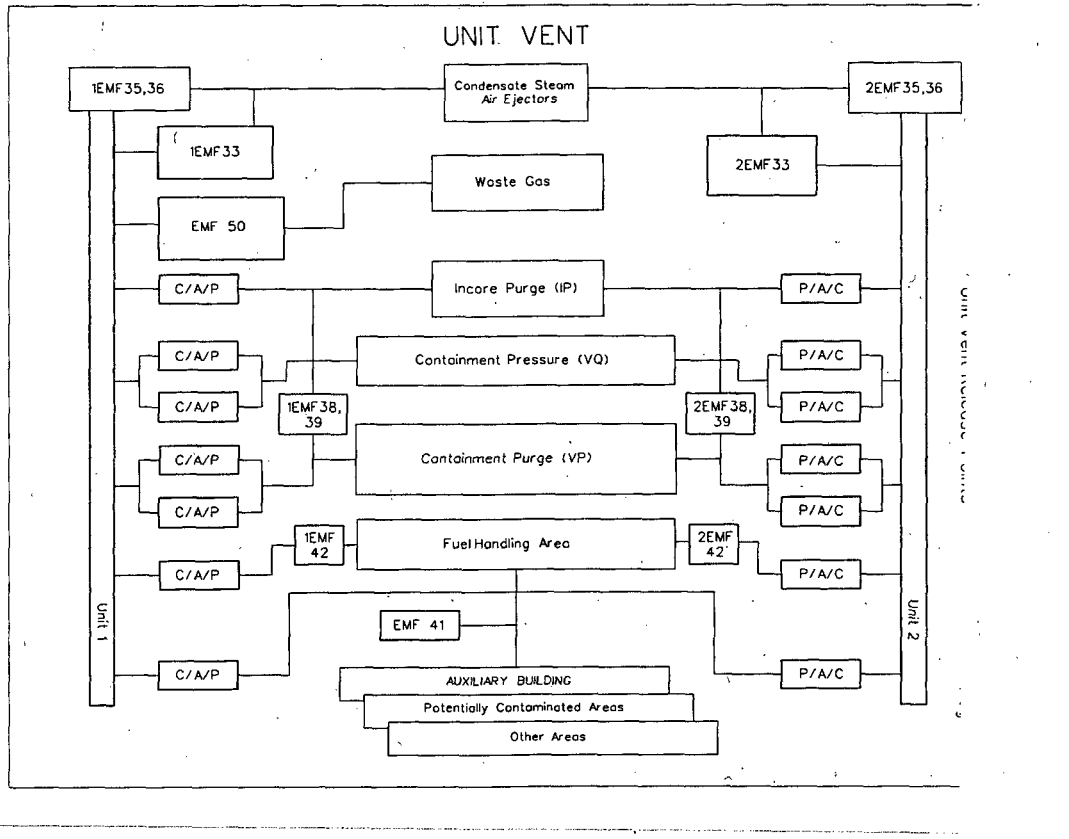 UNIT VENT
1EMF35,36
Condensate Steam
Air Ejectors
2EMF35,36
1EMF33
2EMF33
Waste Gas
EMF 50
C/A/P
Incore Purge (IP)
P/A/C
C/A/P
Containment Pressure (VQ)
P/A/C
C/A/P
1EMF38,
39
2EMF38,
39
P/A/C
C/A/P
Containment Purge (VP)
P/A/C
C/A/P
P/A/C
1EMF
42
Fuel Handling Area
2EMF
42
C/A/P
P/A/C
Unit 1
EMF 41
Unit 2
C/A/P
AUXILIARY BUILDING
P/A/C
Potentially Contaminated Areas
Other Areas